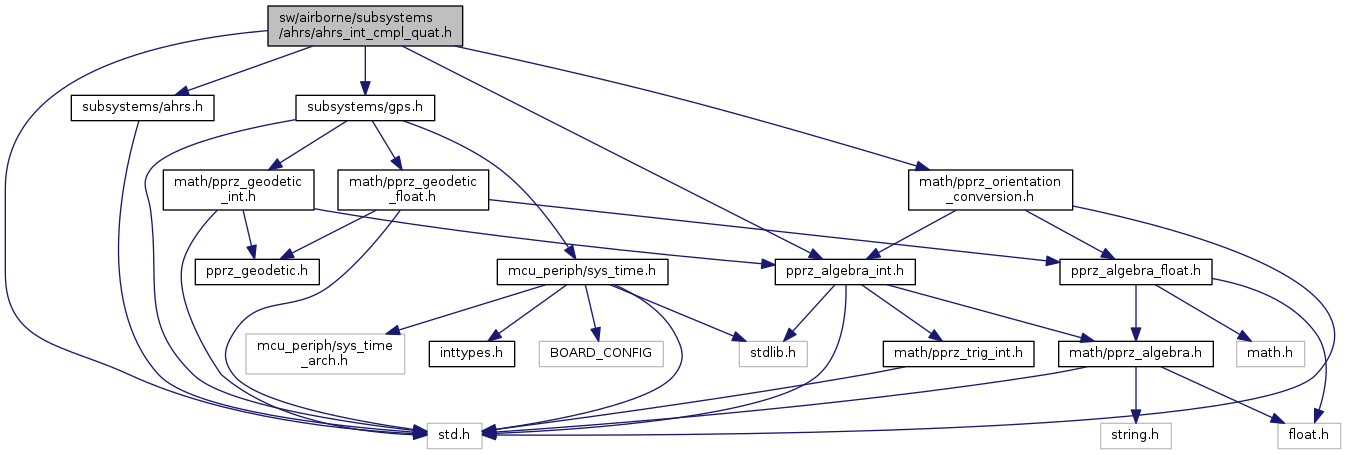 sw/airborne/subsystems
/ahrs/ahrs_int_cmpl_quat.h
subsystems/ahrs.h
subsystems/gps.h
math/pprz_geodetic
_int.h
math/pprz_geodetic
_float.h
math/pprz_orientation
_conversion.h
pprz_geodetic.h
mcu_periph/sys_time.h
pprz_algebra_int.h
pprz_algebra_float.h
mcu_periph/sys_time
_arch.h
inttypes.h
BOARD_CONFIG
stdlib.h
math/pprz_trig_int.h
math/pprz_algebra.h
math.h
std.h
string.h
float.h